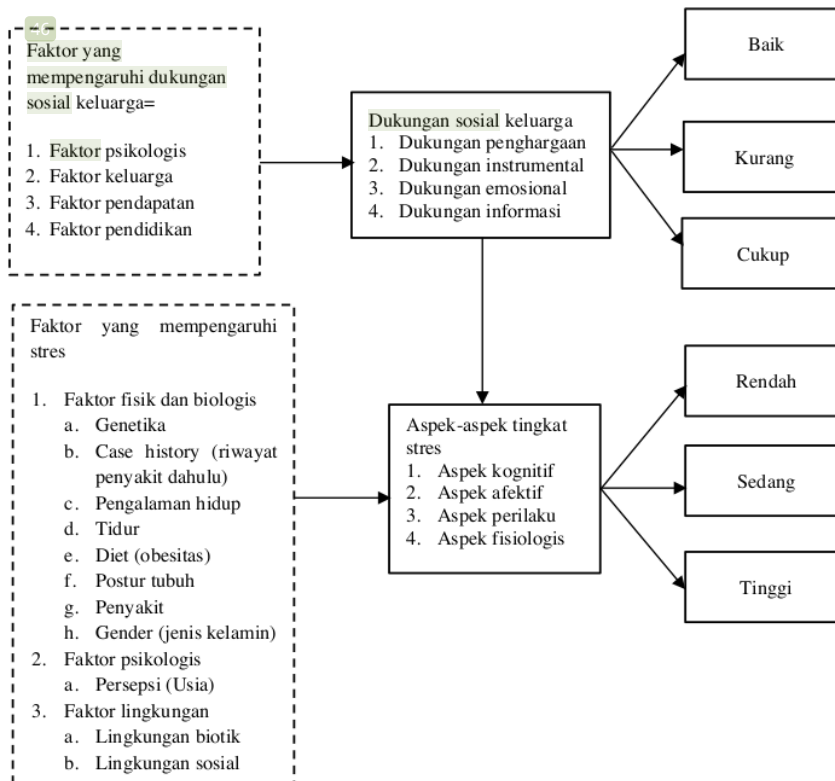 46
Faktor yang
mempengaruhi dukungan
sosial keluarga=
1. Faktor psikologis
2. Faktor keluarga
3. Faktor pendapatan
4. Faktor pendidikan
Dukungan sosial keluarga
1. Dukungan penghargaan
2. Dukungan instrumental
3. Dukungan emosional
4. Dukungan informasi
Baik
Kurang
Cukup
Faktor yang mempengaruhi
stres
1. Faktor fisik dan biologis
a. Genetika
b. Case history (riwayat
penyakit dahulu)
c. Pengalaman hidup
d. Tidur
e. Diet (obesitas)
f. Postur tubuh
g. Penyakit
h. Gender (jenis kelamin)
2. Faktor psikologis
a. Persepsi (Usia)
3. Faktor lingkungan
a. Lingkungan biotik
b. Lingkungan sosial
Aspek-aspek tingkat
stres
1. Aspek kognitif
2. Aspek afektif
3. Aspek perilaku
4. Aspek fisiologis
Rendah
Sedang
Tinggi